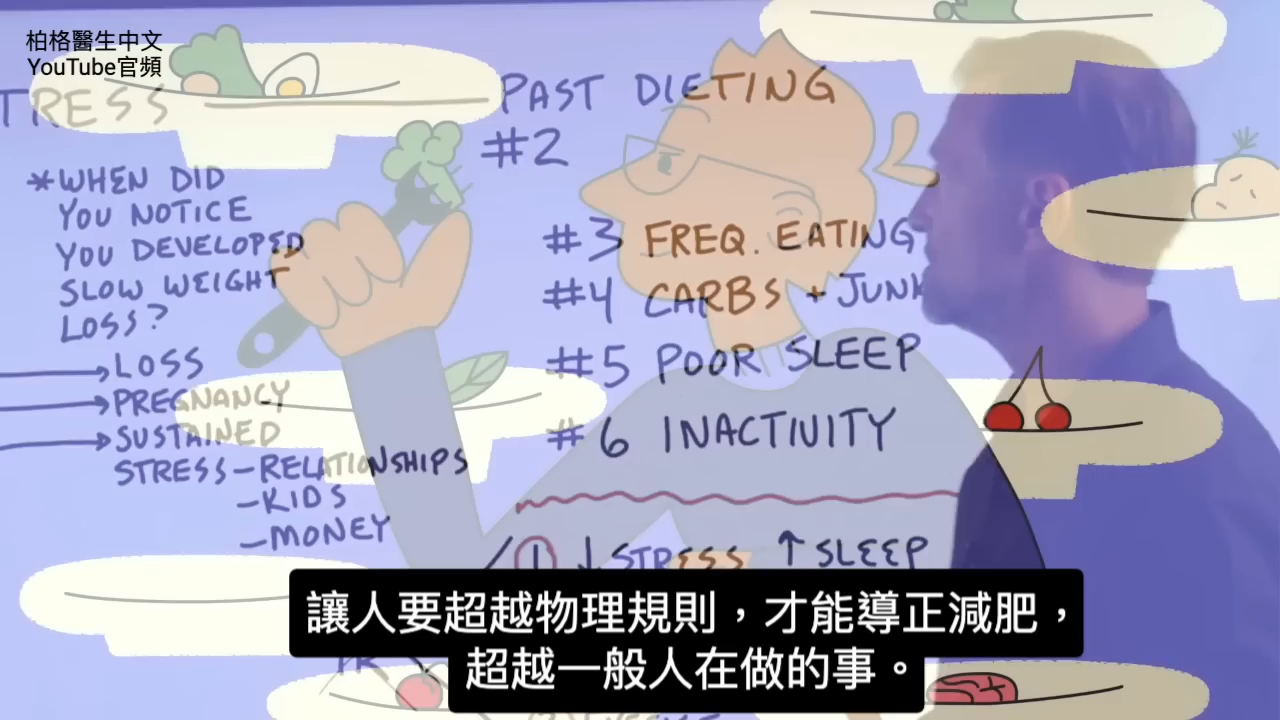 柏格醫生中文
YouTube官頻
TRESS
*WHEN DID
YOU NOTICE
YOU DEVELOPED
SLOW WEIGHT
LOSS?
LOSS
PREGNANCY
SUSTAINED
STRESS-RELATIONSHIPS
-KIDS
-MONEY
PAST DIETING
#2
#3 FREQ. EATING
#4 CARBS + JUNK
#5 POOR SLEEP
#6 INACTIVITY
① ↓ STRESS ↑ SLEEP
讓人要超越物理規則，才能導正減肥，
超越一般人在做的事。